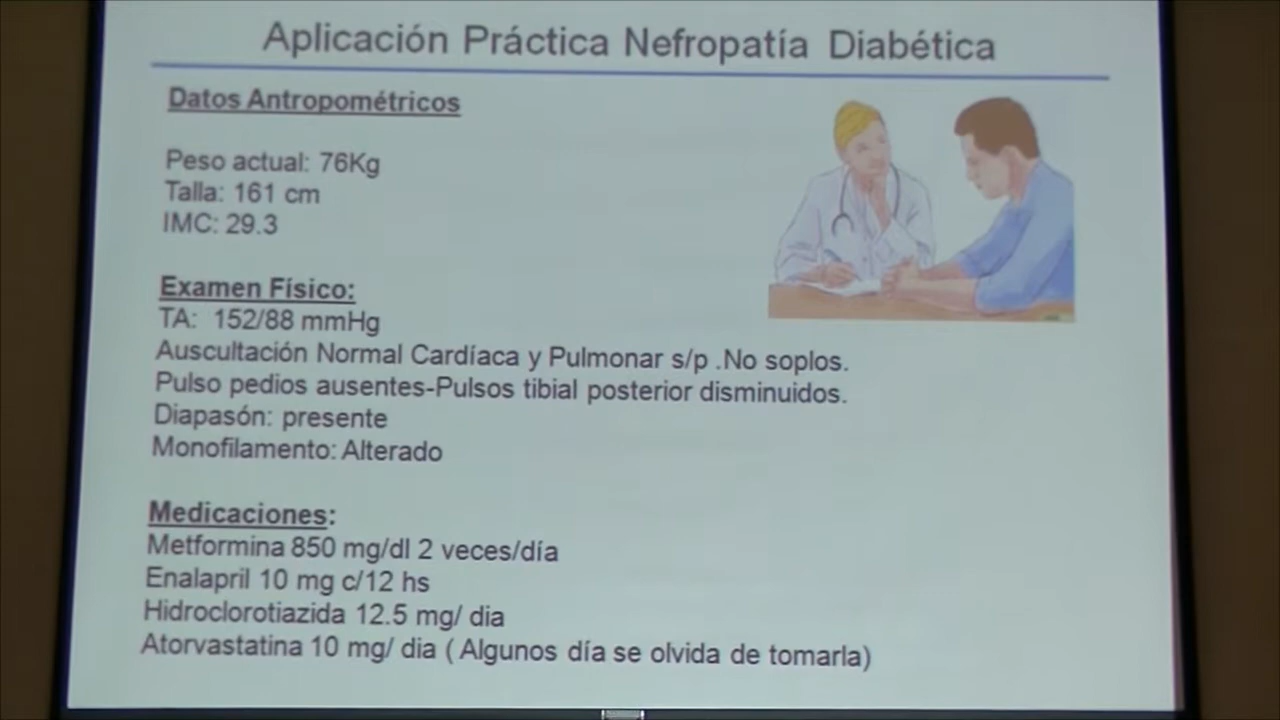 Aplicación Práctica Nefropatía Diabética
Datos Antropométricos
Peso actual: 76Kg
Talla: 161 cm
IMC: 29.3
Examen Físico:
TA: 152/88 mmHg
Auscultación Normal Cardíaca y Pulmonar s/p .No soplos.
Pulso pedios ausentes-Pulsos tibial posterior disminuidos.
Diapasón: presente
Monofilamento: Alterado
Medicaciones:
Metformina 850 mg/dl 2 veces/día
Enalapril 10 mg c/12 hs
Hidroclorotiazida 12.5 mg/ dia
Atorvastatina 10 mg/ dia ( Algunos día se olvida de tomarla)